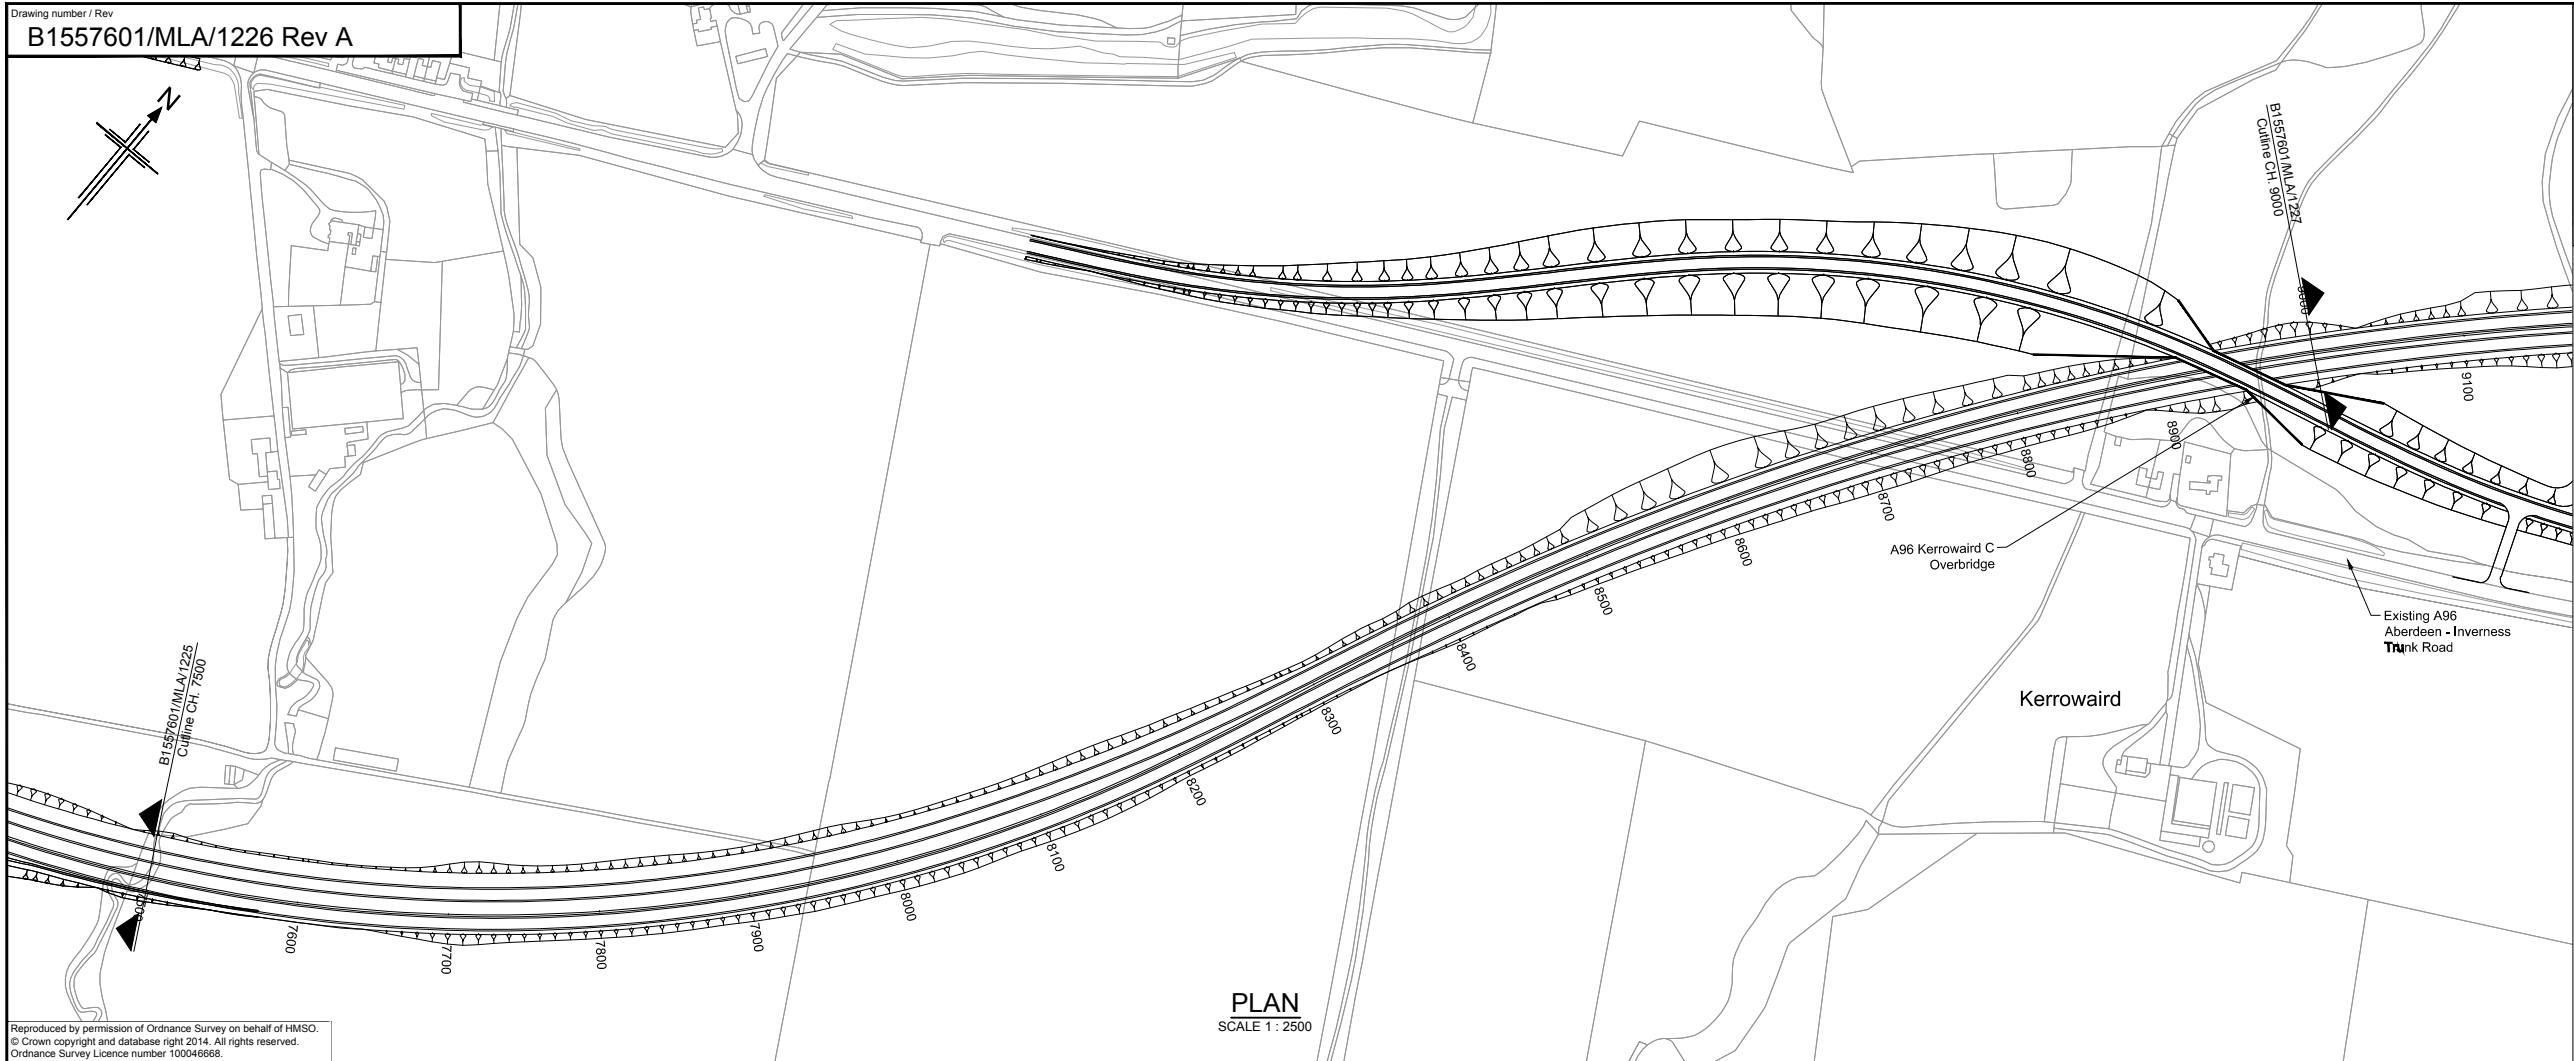 Drawing number / Rev
B1557601/MLA/1226 Rev A
N
B1557601/MLA/1227
Cutline CH. 9000
9000
9100
8900
8800
8700
8600
8500
8400
8300
8200
8100
8000
7900
7800
7700
7600
7500
A96 Kerrowaird C
Overbridge
Existing A96
Aberdeen - Inverness
Trunk Road
Kerrowaird
B1557601/MLA/1225
Cutline CH. 7500
PLAN
SCALE 1 : 2500
Reproduced by permission of Ordnance Survey on behalf of HMSO.
© Crown copyright and database right 2014. All rights reserved.
Ordnance Survey Licence number 100046668.